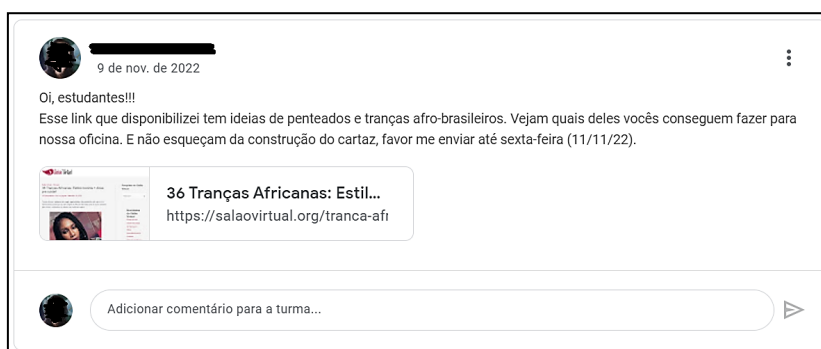 9 de nov. de 2022
Oi, estudantes!!!
Esse link que disponibilizei tem ideias de penteados e tranças afro-brasileiros. Vejam quais deles vocês conseguem fazer para
nossa oficina. E não esqueçam da construção do cartaz, favor me enviar até sexta-feira (11/11/22).
36 Tranças Africanas: Estil...
https://salaovirtual.org/tranca-afr
Adicionar comentário para a turma...